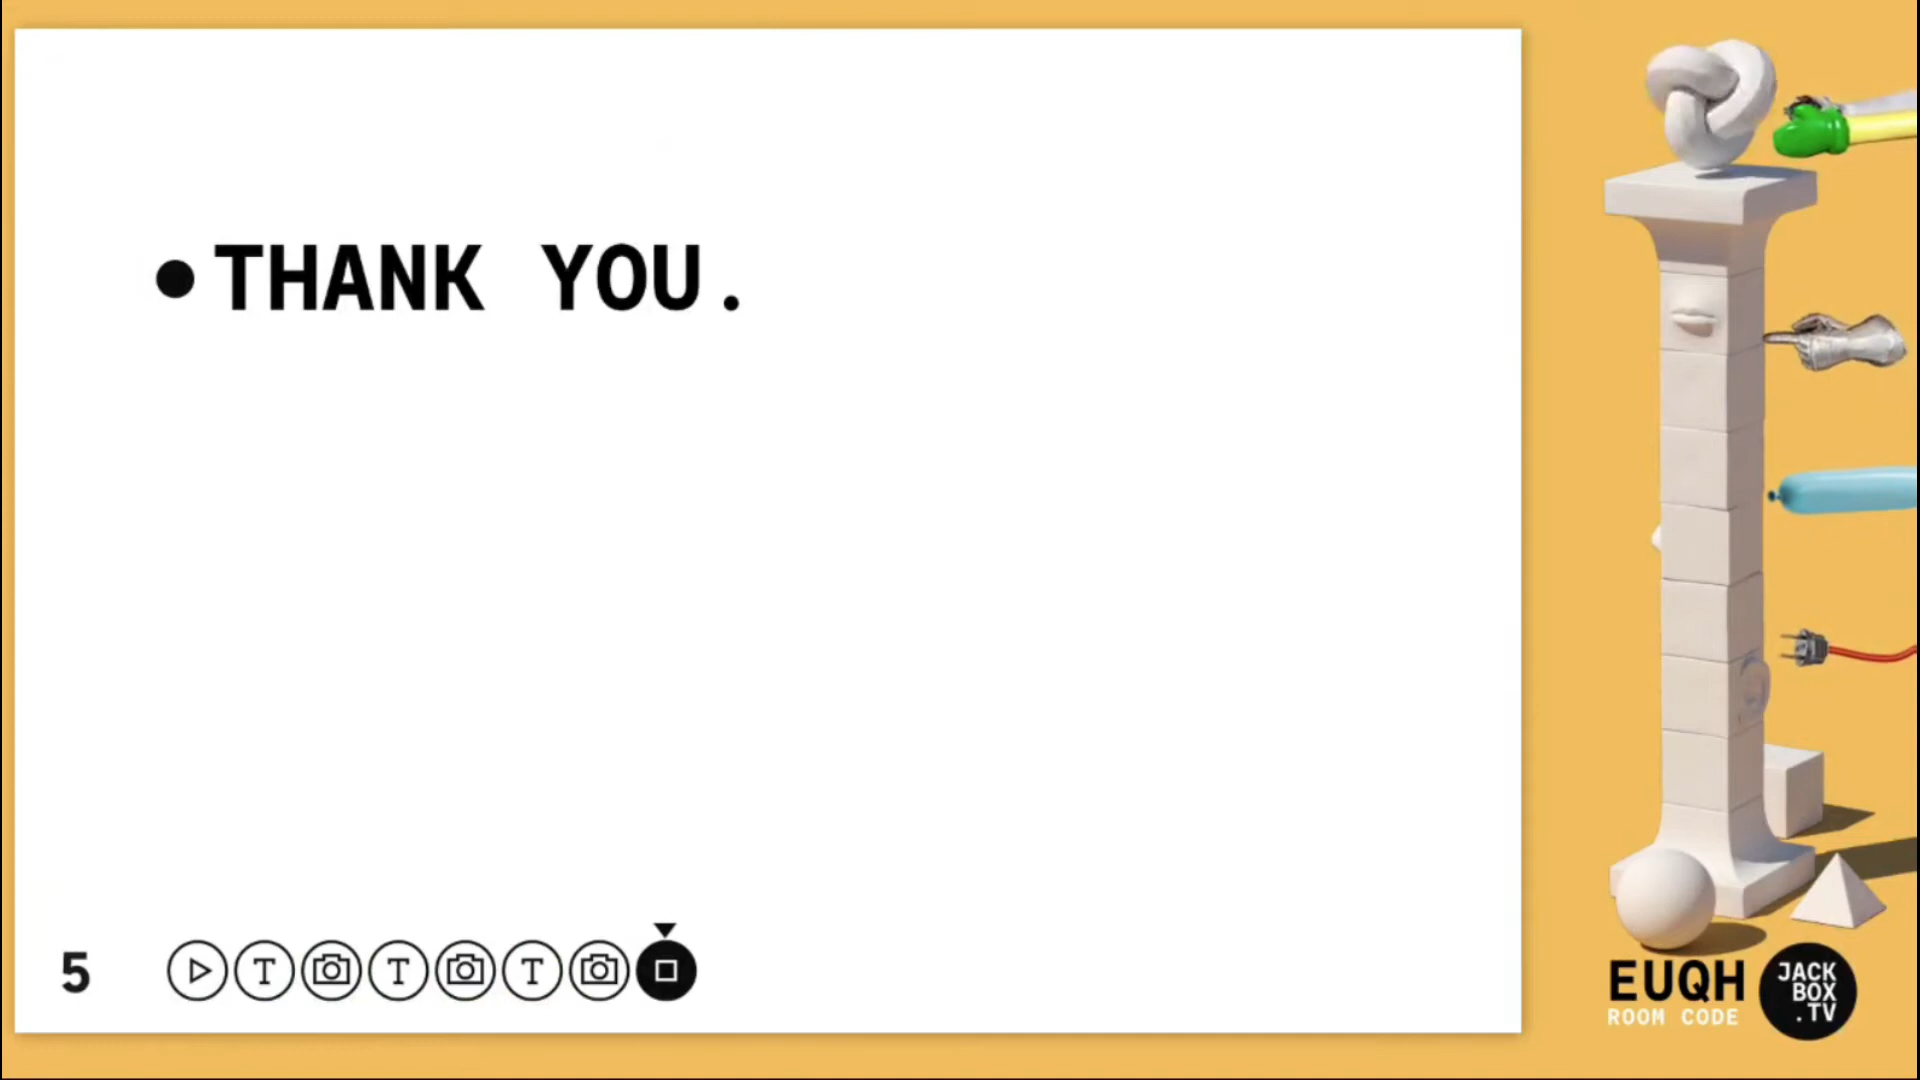 ● THANK YOU.
5
T
T
T
EUQH
ROOM CODE
JACK
BOX
.TV